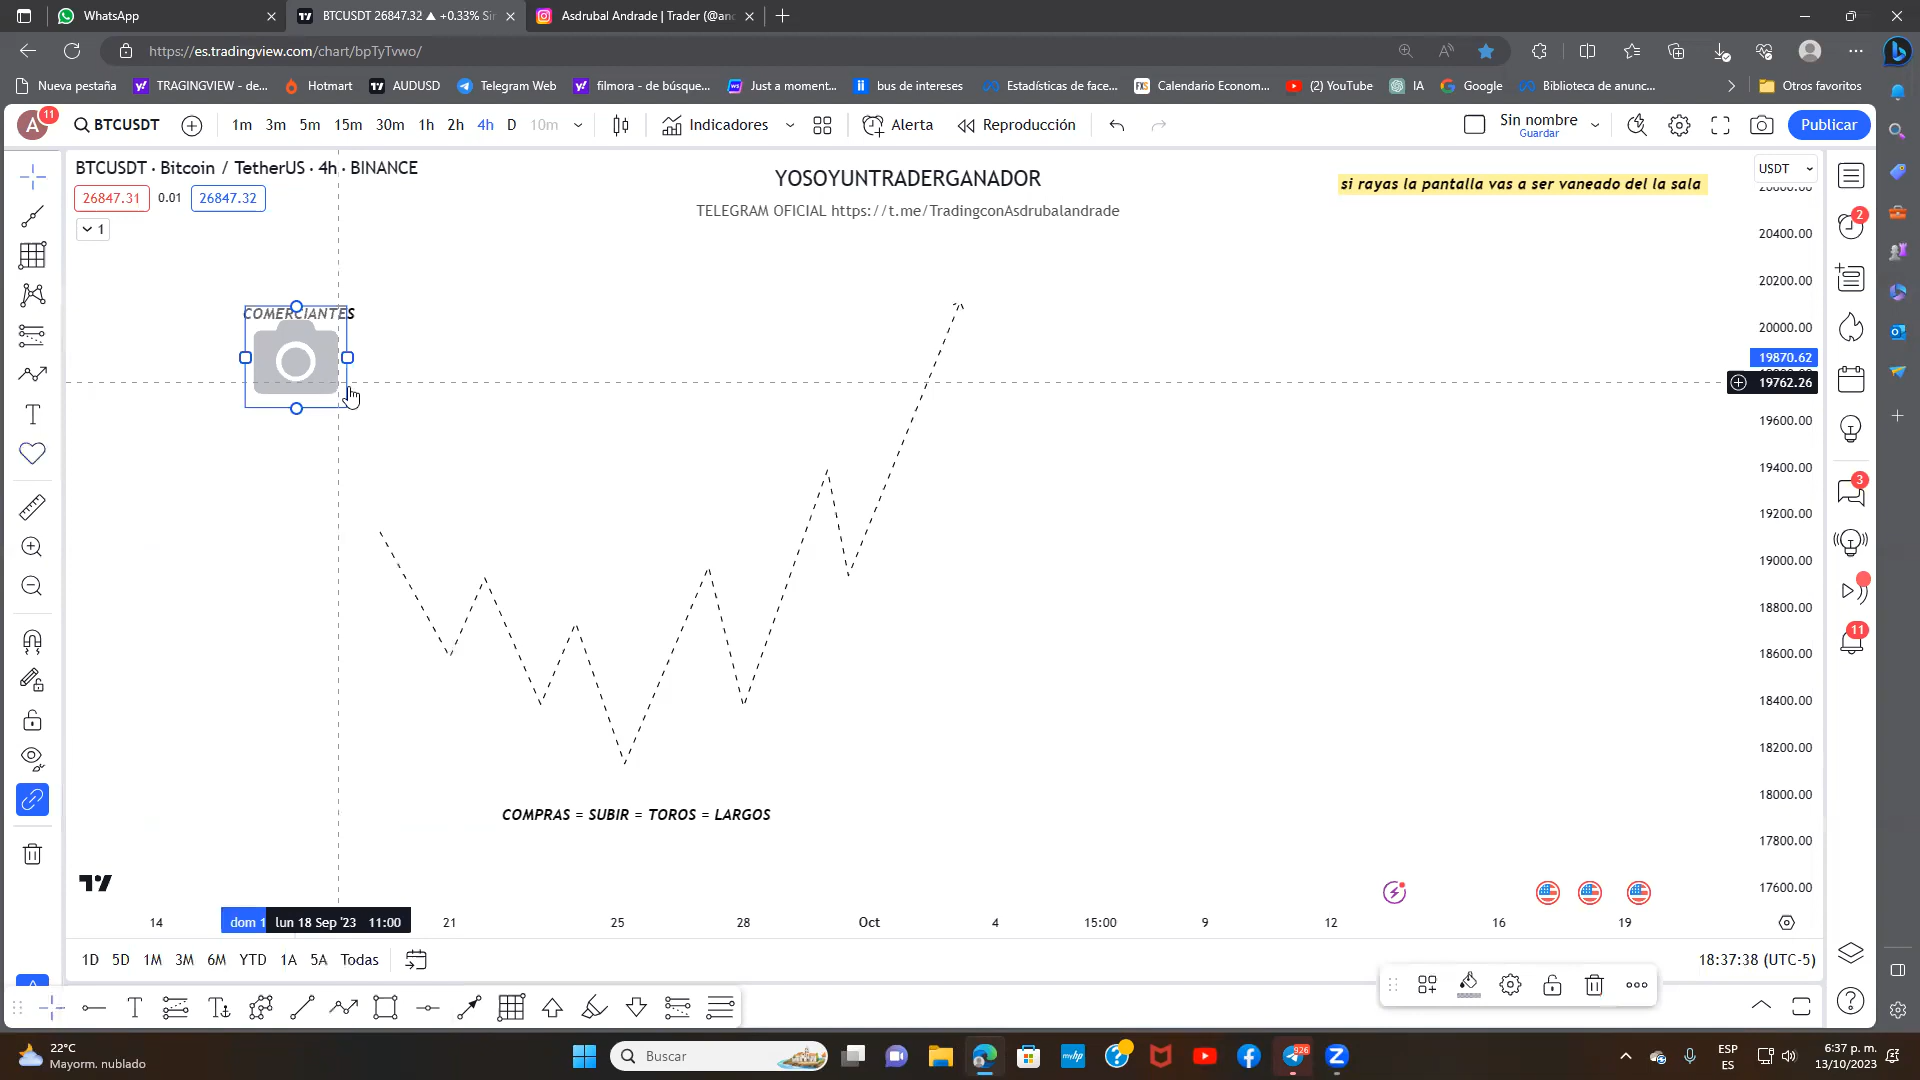 WhatsApp
BTCUSDT 26847.32 ▲ +0.33% Sin
Asdrubal Andrade | Trader (@and
https://es.tradingview.com/chart/bpTyTvwo/
Nueva pestaña
TRAGINGVIEW - de...
Hotmart
AUDUSD
Telegram Web
filmora - de búsque...
Just a moment...
bus de intereses
Estadísticas de face...
Calendario Econom...
(2) YouTube
IA
Google
Biblioteca de anunc...
Otros favoritos
A 11
BTCUSDT
1m 3m 5m 15m 30m 1h 2h 4h D 10m
Indicadores
Alerta
Reproducción
Sin nombre
Guardar
Publicar
BTCUSDT · Bitcoin / TetherUS · 4h · BINANCE
26847.31 0.01 26847.32
1
YOSOYUNTRADERGANADOR
TELEGRAM OFICIAL https://t.me/TradingconAsdrubalandrade
si rayas la pantalla vas a ser vaneado del la sala
USDT
20400.00
20200.00
20000.00
19870.62
19762.26
19600.00
19400.00
19200.00
19000.00
18800.00
18600.00
18400.00
18200.00
18000.00
17800.00
17600.00
2
3
11
COMERCIANTES
COMPRAS = SUBIR = TOROS = LARGOS
14 dom 1 lun 18 Sep '23 11:00 21 25 28 Oct 4 15:00 9 12 16 19
1D 5D 1M 3M 6M YTD 1A 5A Todas
18:37:38 (UTC-5)
22°C
Mayorm. nublado
Buscar
myhp
926
ESP
ES
6:37 p. m.
13/10/2023